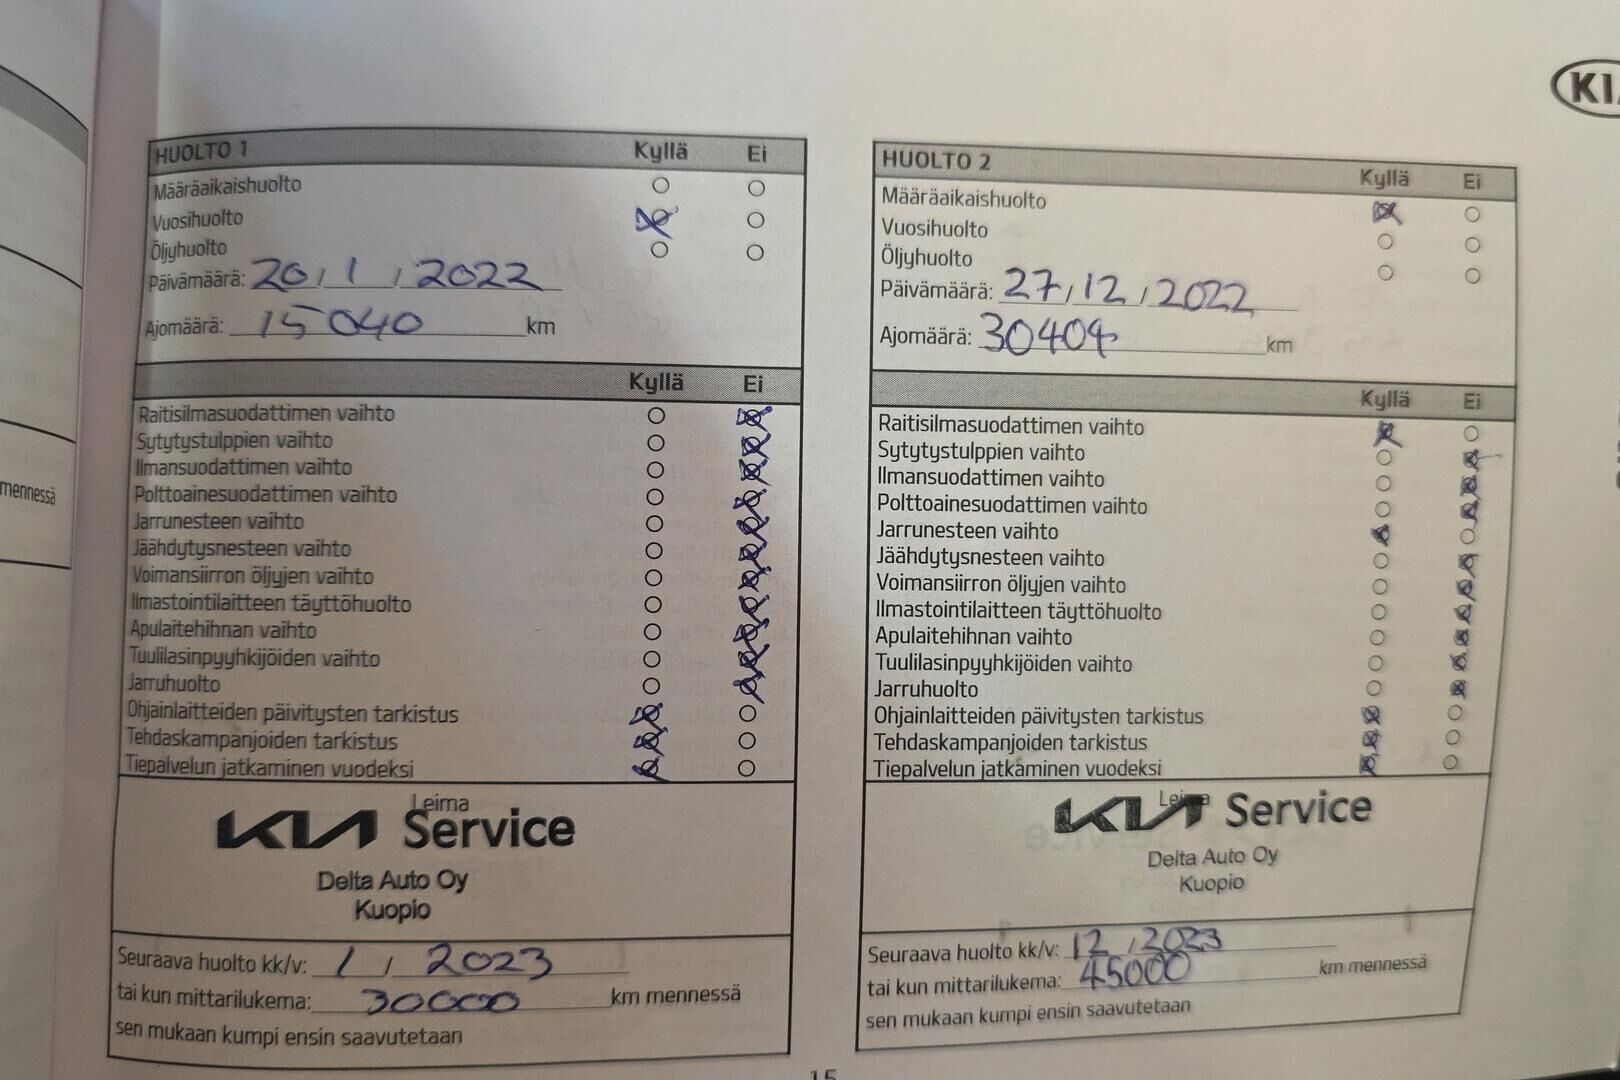 mennessä
HUOLTO 1 Kyllä Ei
Määräaikaishuolto
Vuosihuolto
Öljyhuolto
Päivämäärä: 20 / 1 / 2022
Ajomäärä: 15040 km
Kyllä Ei
Raitisilmasuodattimen vaihto
Sytytystulppien vaihto
Ilmansuodattimen vaihto
Polttoainesuodattimen vaihto
Jarrunesteen vaihto
Jäähdytysnesteen vaihto
Voimansiirron öljyjen vaihto
Ilmastointilaitteen täyttöhuolto
Apulaitehihnan vaihto
Tuulilasinpyyhkijöiden vaihto
Jarruhuolto
Ohjainlaitteiden päivitysten tarkistus
Tehdaskampanjoiden tarkistus
Tiepalvelun jatkaminen vuodeksi
Leima
KIA Service
Delta Auto Oy
Kuopio
Seuraava huolto kk/v: 1 / 2023
tai kun mittarilukema: 30000 km mennessä
sen mukaan kumpi ensin saavutetaan
KIA
HUOLTO 2 Kyllä Ei
Määräaikaishuolto
Vuosihuolto
Öljyhuolto
Päivämäärä: 27 / 12 / 2022
Ajomäärä: 30404 km
Kyllä Ei
Raitisilmasuodattimen vaihto
Sytytystulppien vaihto
Ilmansuodattimen vaihto
Polttoainesuodattimen vaihto
Jarrunesteen vaihto
Jäähdytysnesteen vaihto
Voimansiirron öljyjen vaihto
Ilmastointilaitteen täyttöhuolto
Apulaitehihnan vaihto
Tuulilasinpyyhkijöiden vaihto
Jarruhuolto
Ohjainlaitteiden päivitysten tarkistus
Tehdaskampanjoiden tarkistus
Tiepalvelun jatkaminen vuodeksi
Leima
KIA Service
Delta Auto Oy
Kuopio
Seuraava huolto kk/v: 12 / 2023
tai kun mittarilukema: 45000 km mennessä
sen mukaan kumpi ensin saavutetaan
15